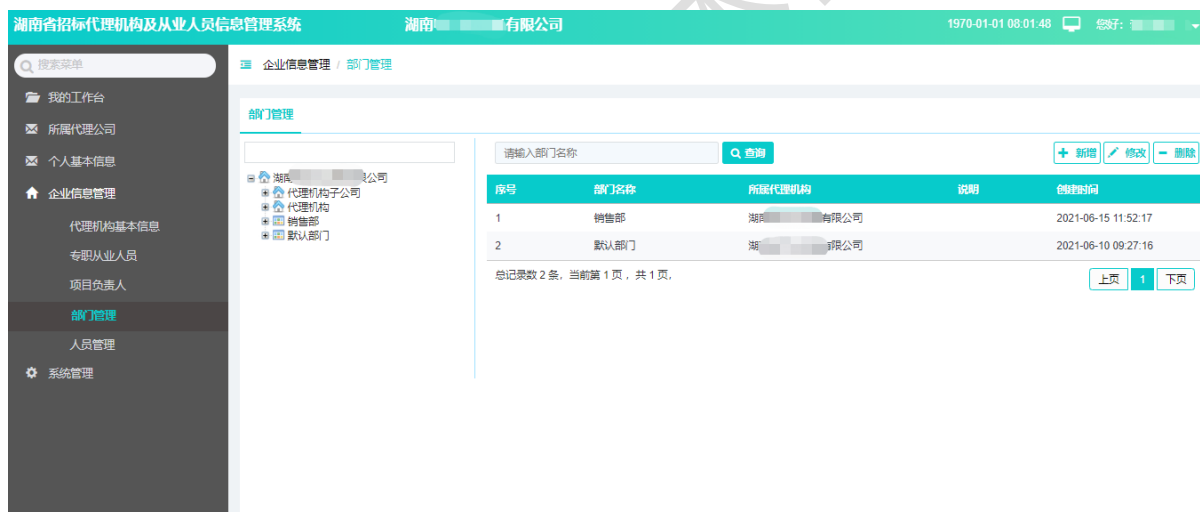 湖南省招标代理机构及从业人员信息管理系统 湖南 有限公司 1970-01-01 08:01:48 您好:
搜索菜单
企业信息管理 / 部门管理
我的工作台
所属代理公司
个人基本信息
企业信息管理
代理机构基本信息
专职从业人员
项目负责人
部门管理
人员管理
系统管理
部门管理
湖南 公司
代理机构子公司
代理机构
销售部
默认部门
请输入部门名称 查询 新增 修改 删除
序号 部门名称 所属代理机构 说明 创建时间
1 销售部 湖南 有限公司 2021-06-15 11:52:17
2 默认部门 湖 有限公司 2021-06-10 09:27:16
总记录数 2 条, 当前第 1 页 , 共 1 页,
上页 1 下页